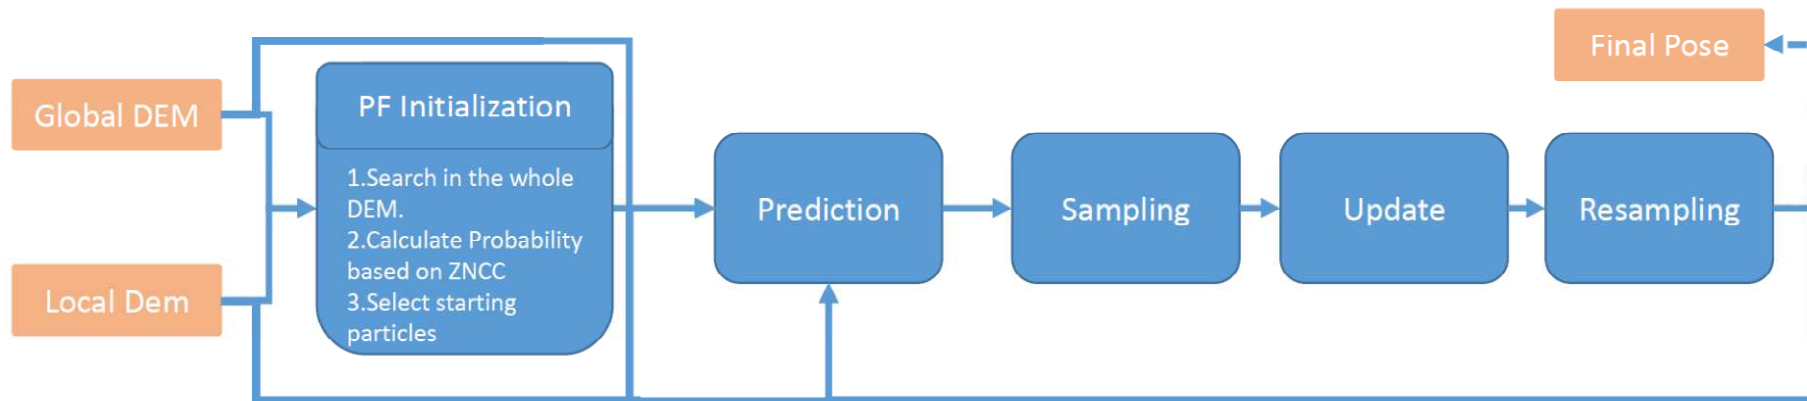 Global DEM
Local Dem
PF Initialization
1.Search in the whole
DEM.
2.Calculate Probability
based on ZNCC
3.Select starting
particles
Prediction
Sampling
Update
Resampling
Final Pose